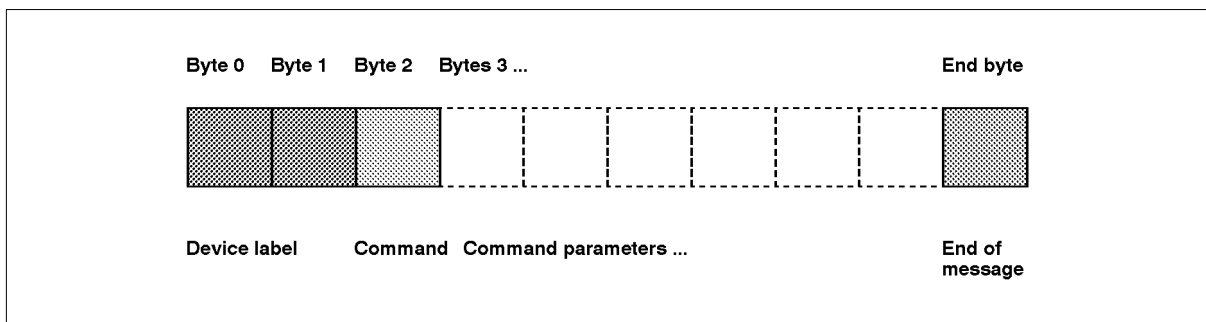 Byte 0 Byte 1 Byte 2 Bytes 3 ... End byte
Device label Command Command parameters ... End of
message